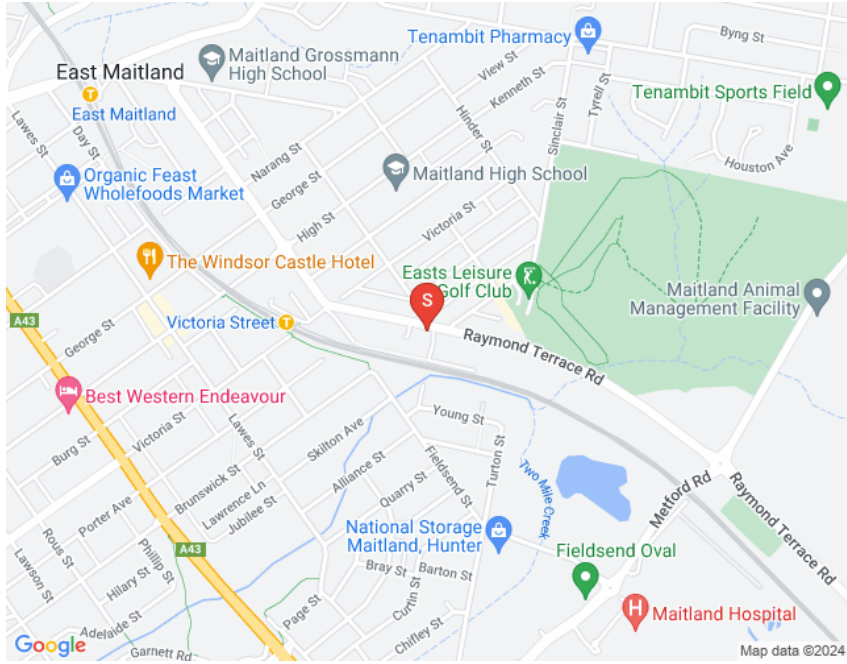 Tenambit Pharmacy
Byng St
Maitland Grossmann
High School
East Maitland
East Maitland
View St
Kenneth St
Tyrell St
Sinclair St
Tenambit Sports Field
Hinder St
Lawes St
Day St
Houston Ave
Narang St
Organic Feast
Wholefoods Market
George St
Maitland High School
High St
Victoria St
The Windsor Castle Hotel
Easts Leisure
Golf Club
Maitland Animal
Management Facility
S
A43
Victoria Street
George St
Raymond Terrace Rd
Best Western Endeavour
Burg St
Victoria St
Lawes St
Skilton Ave
Young St
Turton St
Fieldsend St
Alliance St
Two Mile Creek
Metford Rd
Raymond Terrace Rd
Porter Ave
Brunswick St
Lawrence Ln
Jubilee St
Quarry St
National Storage
Maitland, Hunter
Rous St
Phillip St
A43
Fieldsend Oval
Lawson St
Hilary St
Bray St
Barton St
Curtin St
Page St
Maitland Hospital
Adelaide St
Chifley St
Garnett Rd
Google
Map data ©2024